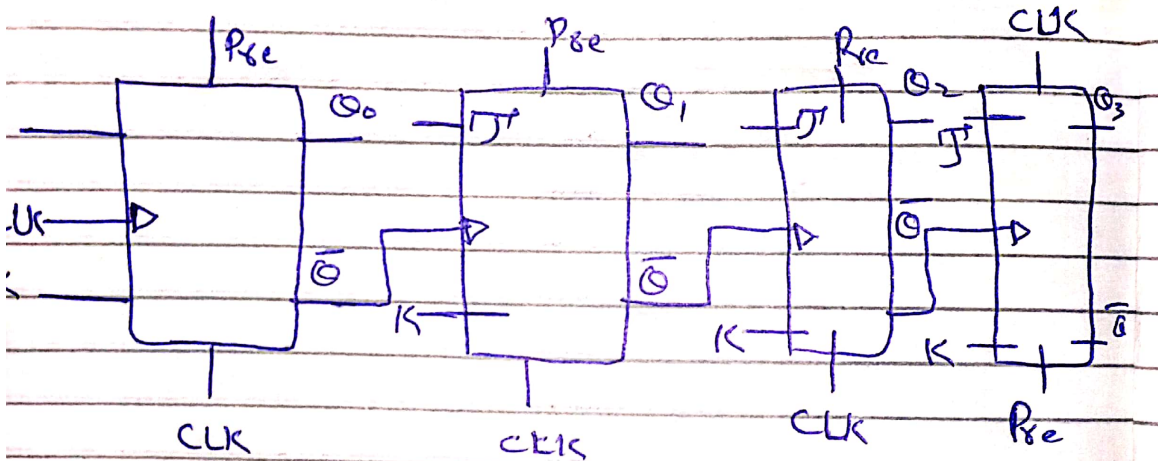 CLK
Pre Pre Pre
Q0 J Q1 J Q2 J Q3
CLK
Q̅ Q̅ Q̅ Q̅
K K K
CLK CLK CLK Pre